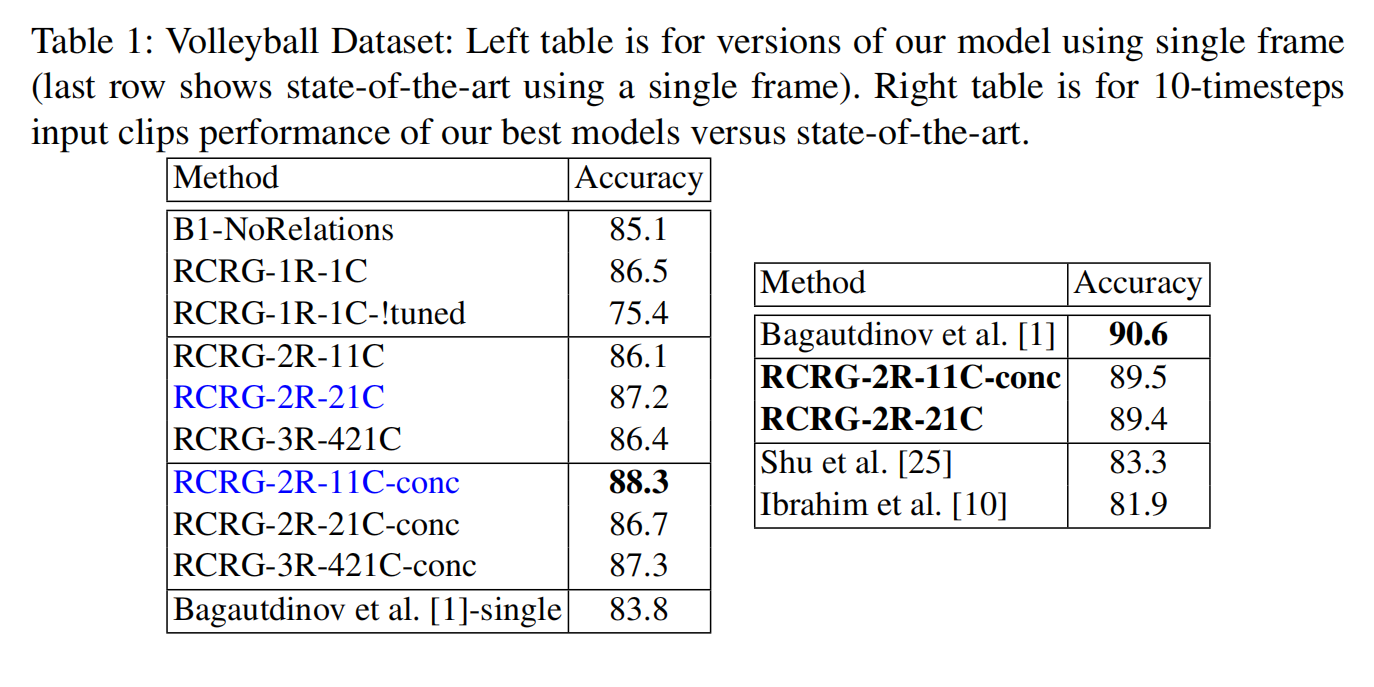 Table 1: Volleyball Dataset: Left table is for versions of our model using single frame
(last row shows state-of-the-art using a single frame). Right table is for 10-timesteps
input clips performance of our best models versus state-of-the-art.
Method Accuracy
B1-NoRelations 85.1
RCRG-1R-1C 86.5
RCRG-1R-1C-!tuned 75.4
RCRG-2R-11C 86.1
RCRG-2R-21C 87.2
RCRG-3R-421C 86.4
RCRG-2R-11C-conc 88.3
RCRG-2R-21C-conc 86.7
RCRG-3R-421C-conc 87.3
Bagautdinov et al. [1]-single 83.8
Method Accuracy
Bagautdinov et al. [1] 90.6
RCRG-2R-11C-conc 89.5
RCRG-2R-21C 89.4
Shu et al. [25] 83.3
Ibrahim et al. [10] 81.9